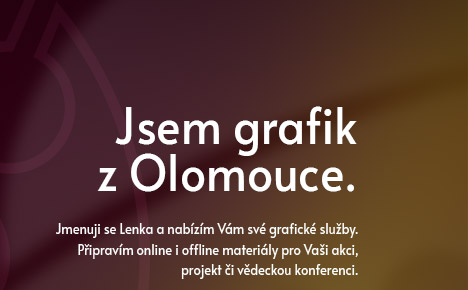 Jsem grafik
z Olomouce.
Jmenuji se Lenka a nabízím Vám své grafické služby.
Připravím online i offline materiály pro Vaši akci,
projekt či vědeckou konferenci.